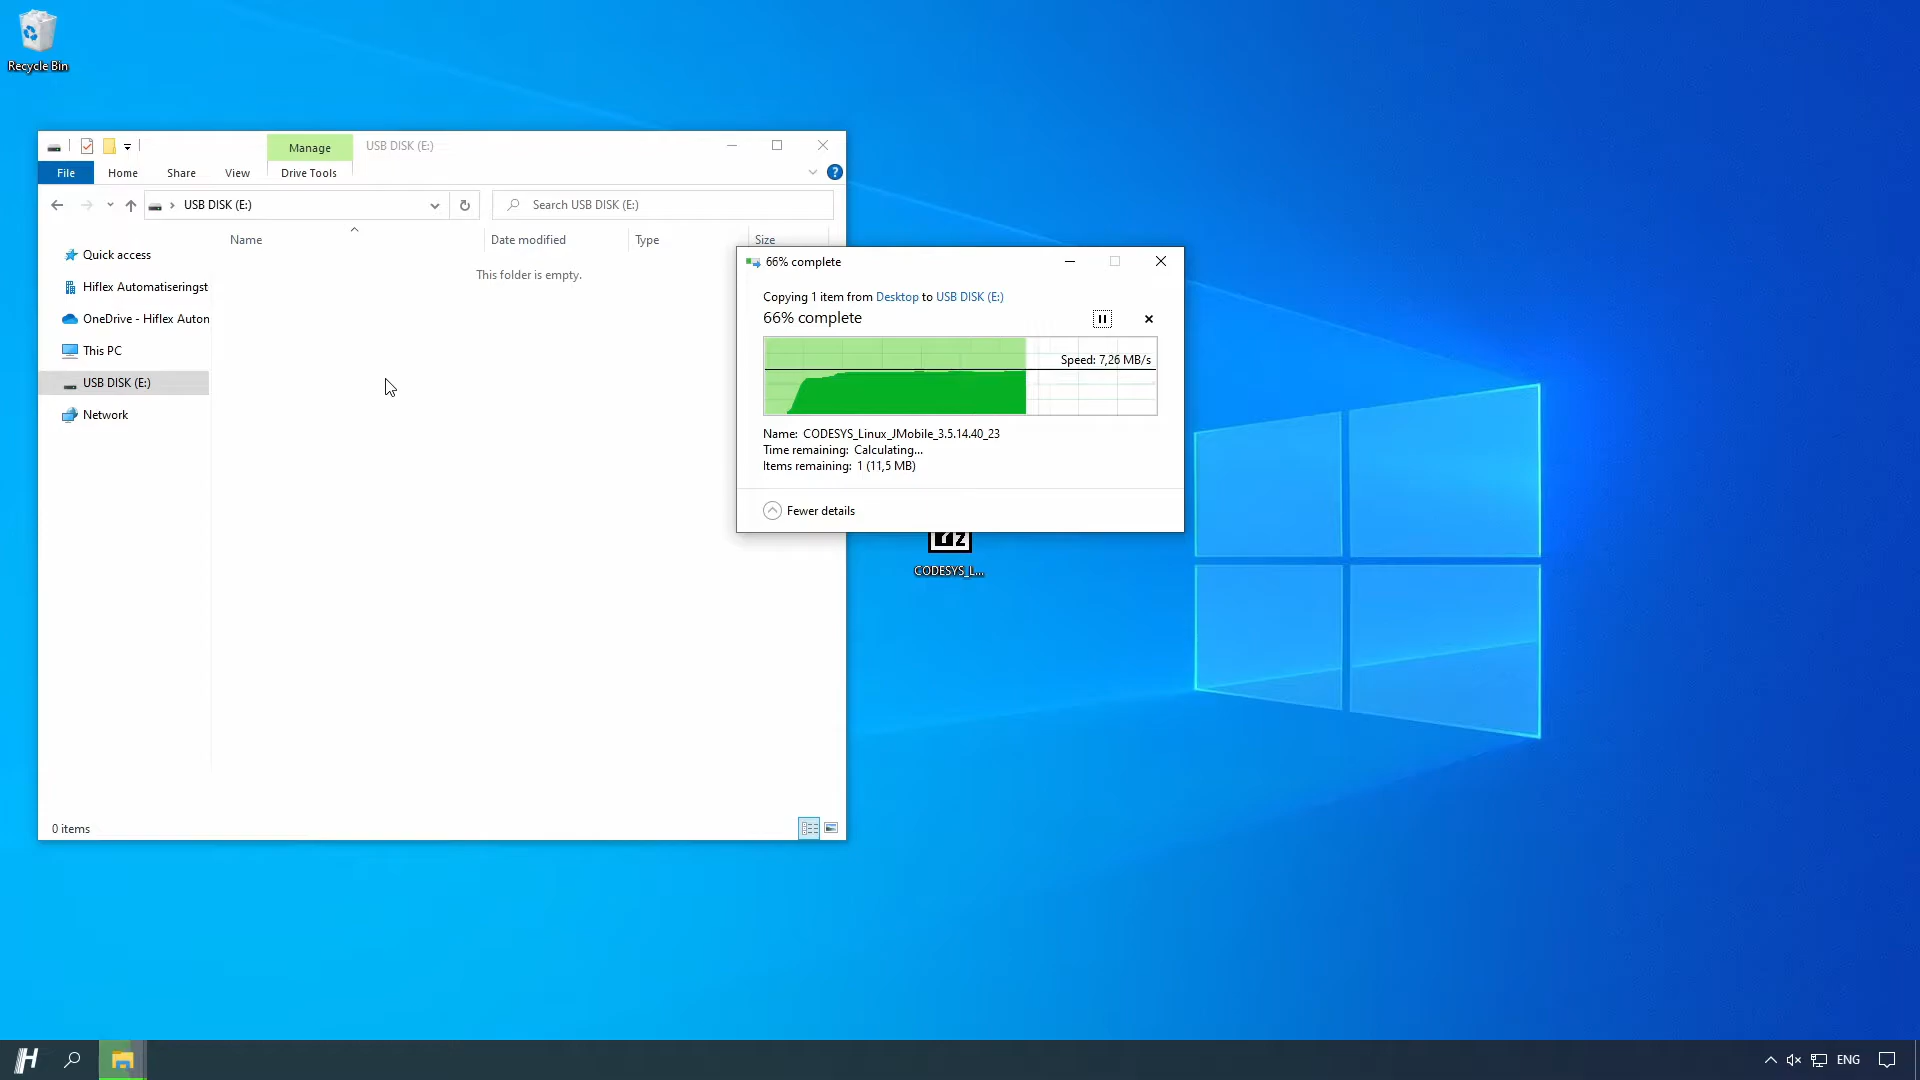 Recycle Bin
Manage
USB DISK (E:)
File
Home
Share
View
Drive Tools
?
USB DISK (E:)
Search USB DISK (E:)
Name
Date modified
Type
Size
This folder is empty.
Quick access
Hiflex Automatiseringst
OneDrive - Hiflex Auton
This PC
USB DISK (E:)
Network
0 items
66% complete
Copying 1 item from Desktop to USB DISK (E:)
66% complete
Speed: 7,26 MB/s
Name: CODESYS_Linux_JMobile_3.5.14.40_23
Time remaining: Calculating...
Items remaining: 1 (11,5 MB)
Fewer details
7z
CODESYS_L...
H
ENG